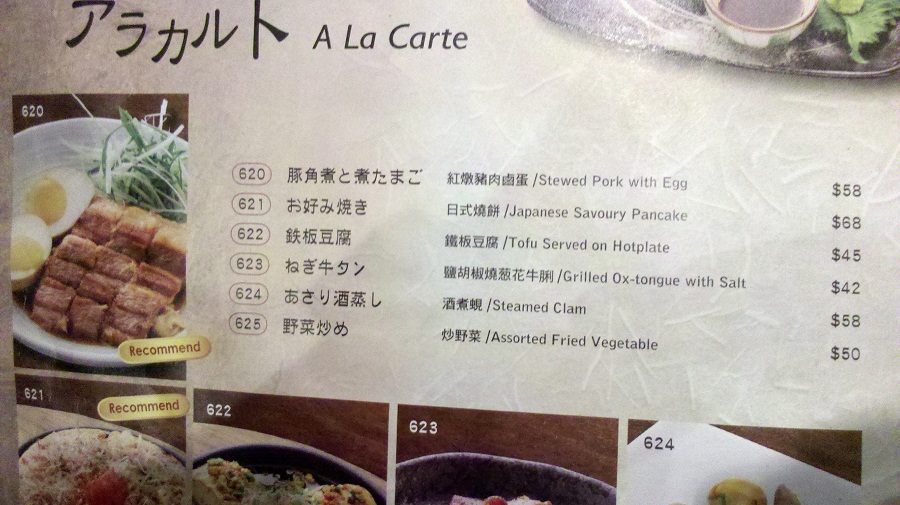 アラカルト A La Carte
620
620 豚角煮と煮たまご 紅燉豬肉鹵蛋 /Stewed Pork with Egg $58
621 お好み焼き 日式燒餅 /Japanese Savoury Pancake $68
622 鉄板豆腐 鐵板豆腐 /Tofu Served on Hotplate $45
623 ねぎ牛タン 鹽胡椒燒葱花牛脷 /Grilled Ox-tongue with Salt $42
624 あさり酒蒸し 酒煮蜆 /Steamed Clam $58
625 野菜炒め 炒野菜 /Assorted Fried Vegetable $50
Recommend
621
Recommend
622
623
624